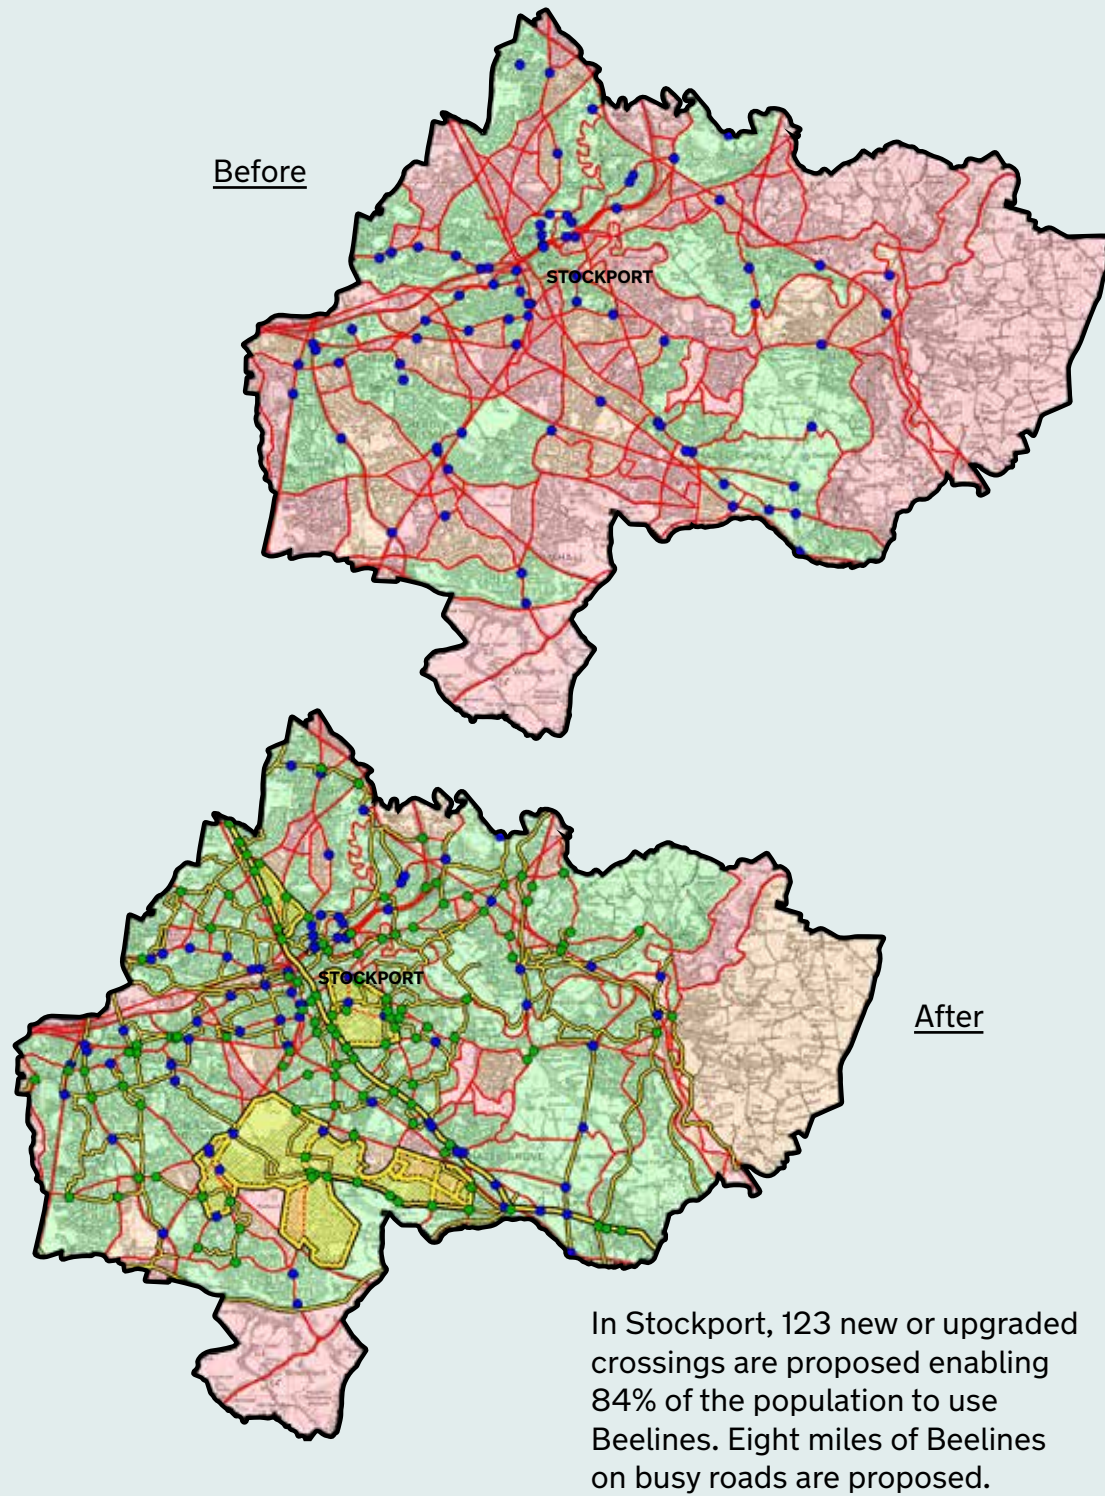 Before
STOCKPORT
STOCKPORT
After
In Stockport, 123 new or upgraded
crossings are proposed enabling
84% of the population to use
Beelines. Eight miles of Beelines
on busy roads are proposed.